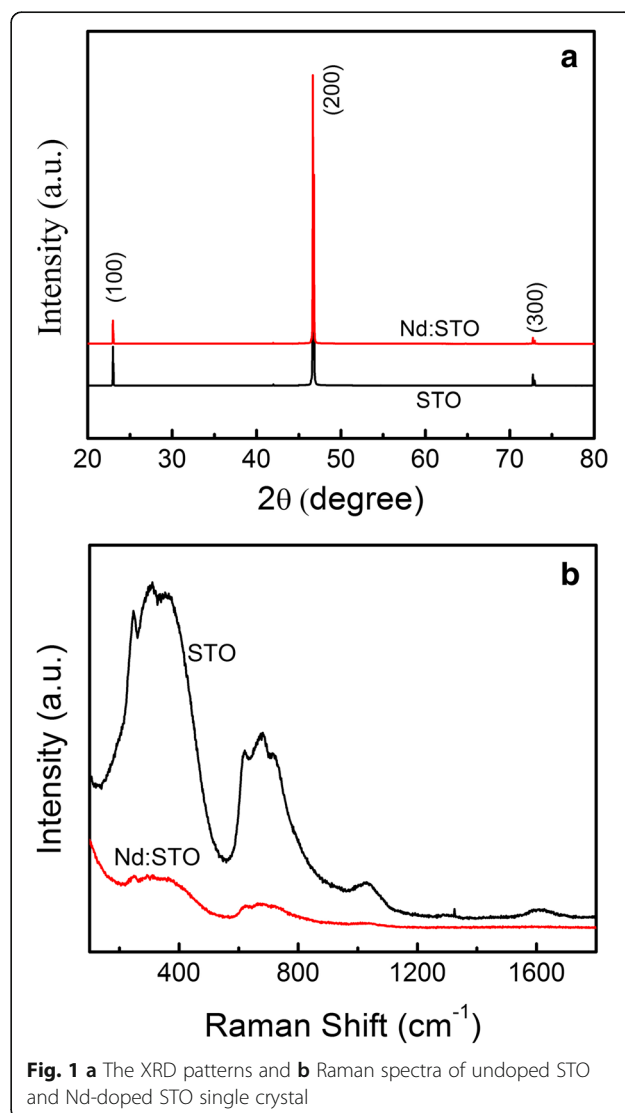 a
Intensity (a.u.)
(100)
(200)
(300)
Nd:STO
STO
20 30 40 50 60 70 80
2θ (degree)
b
Intensity (a.u.)
STO
Nd:STO
400 800 1200 1600
Raman Shift (cm⁻¹)
Fig. 1 a The XRD patterns and b Raman spectra of undoped STO
and Nd-doped STO single crystal